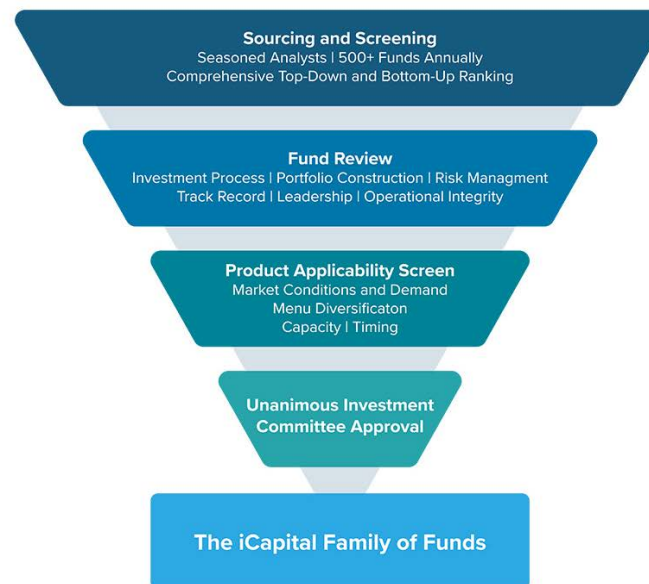 Sourcing and Screening
Seasoned Analysts | 500+ Funds Annually
Comprehensive Top-Down and Bottom-Up Ranking
Fund Review
Investment Process | Portfolio Construction | Risk Managment
Track Record | Leadership | Operational Integrity
Product Applicability Screen
Market Conditions and Demand
Menu Diversificaton
Capacity | Timing
Unanimous Investment
Committee Approval
The iCapital Family of Funds